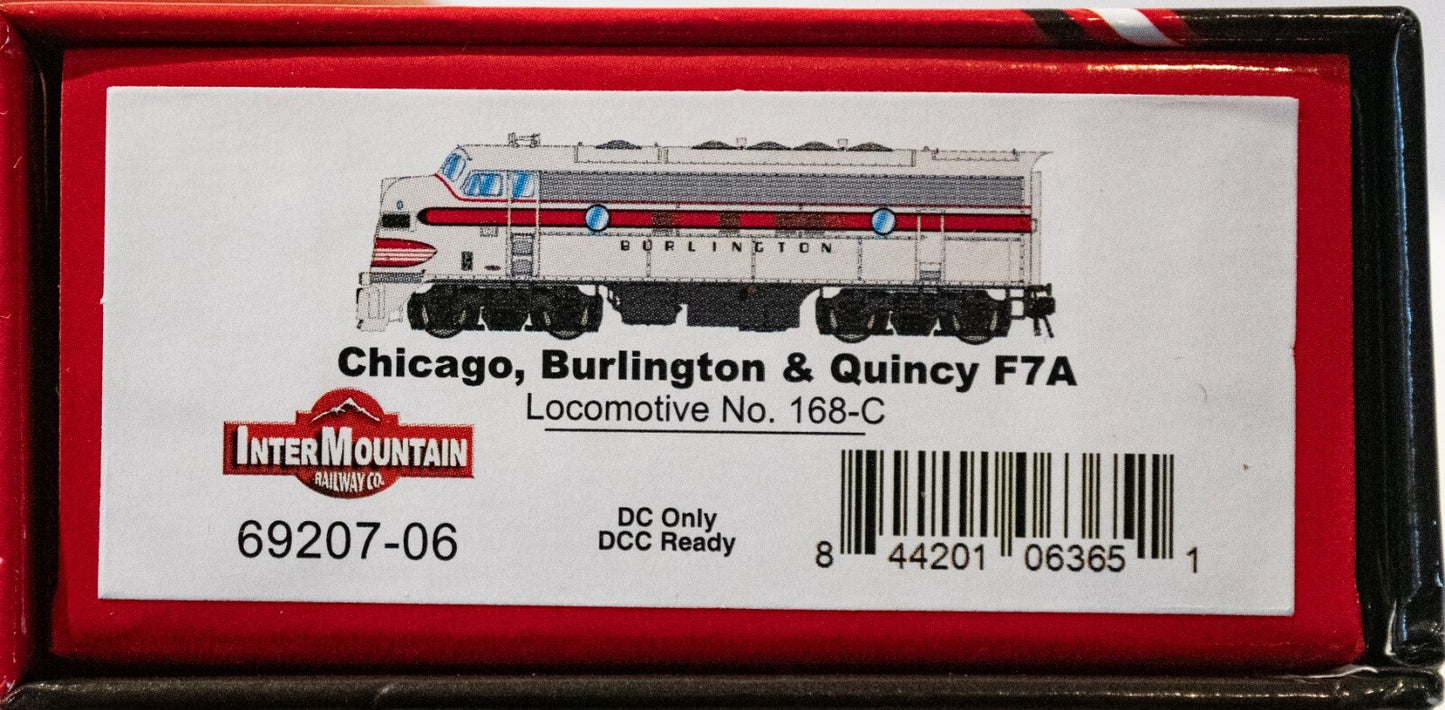 BURLINGTON
Chicago, Burlington & Quincy F7A
Locomotive No. 168-C
INTERMOUNTAIN
RAILWAY CO.
69207-06
DC Only
DCC Ready
8 44201 06365 1